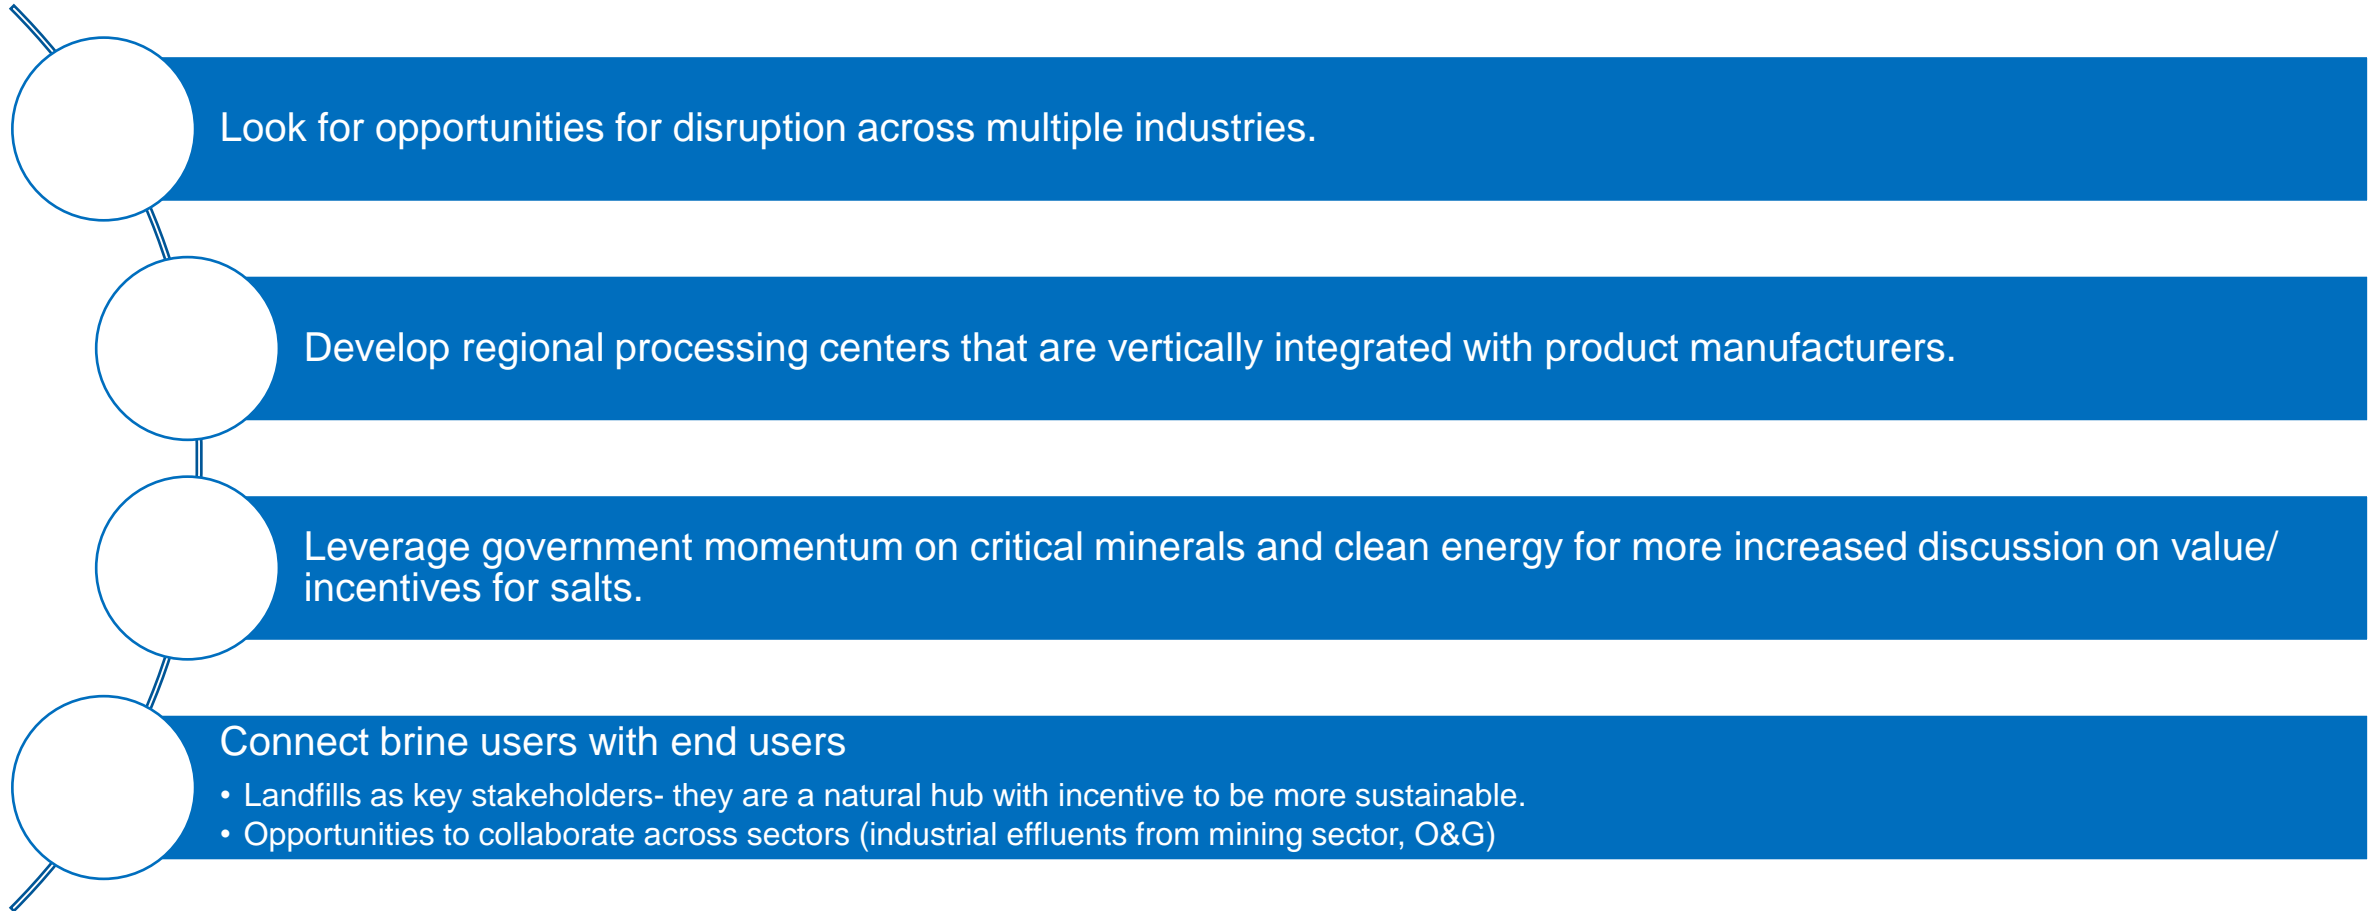 Look for opportunities for disruption across multiple industries.
Develop regional processing centers that are vertically integrated with product manufacturers.
Leverage government momentum on critical minerals and clean energy for more increased discussion on value/
incentives for salts.
Connect brine users with end users
• Landfills as key stakeholders- they are a natural hub with incentive to be more sustainable.
• Opportunities to collaborate across sectors (industrial effluents from mining sector, O&G)